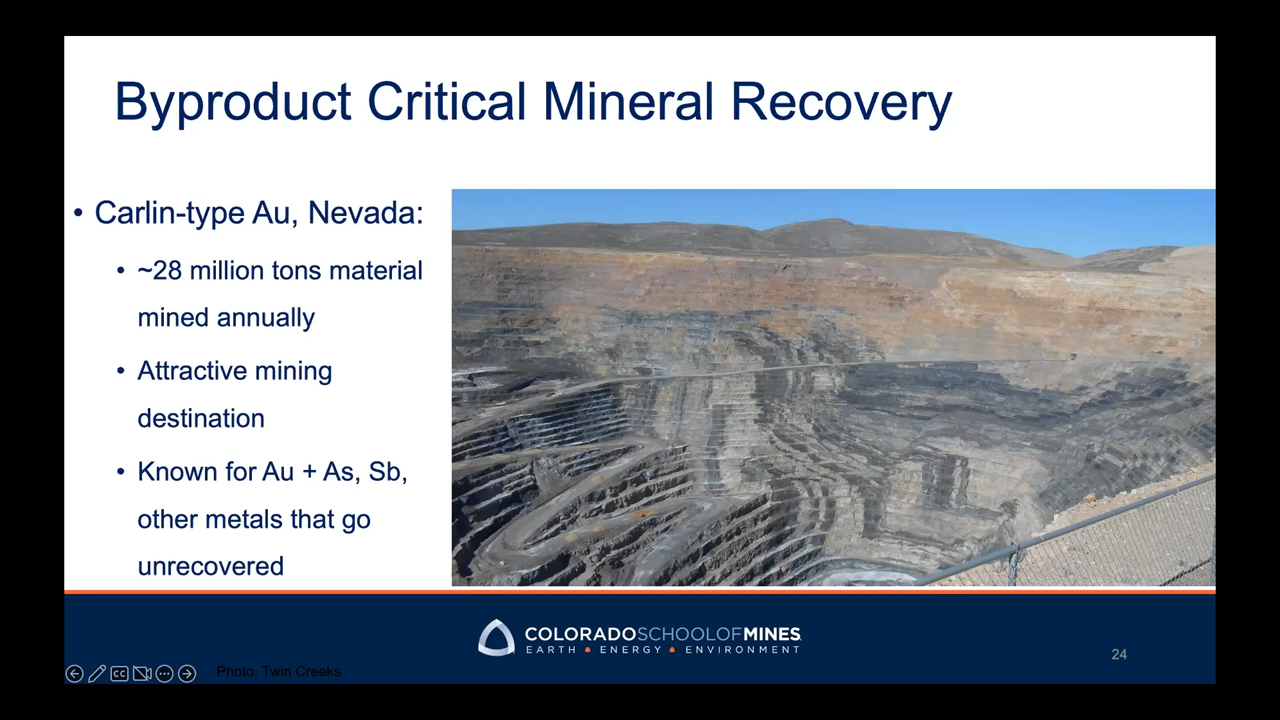 Byproduct Critical Mineral Recovery
• Carlin-type Au, Nevada:
• ~28 million tons material
mined annually
• Attractive mining
destination
• Known for Au + As, Sb,
other metals that go
unrecovered
COLORADOSCHOOLOFMINES
EARTH • ENERGY • ENVIRONMENT
24
CC
Photo: Twin Creeks